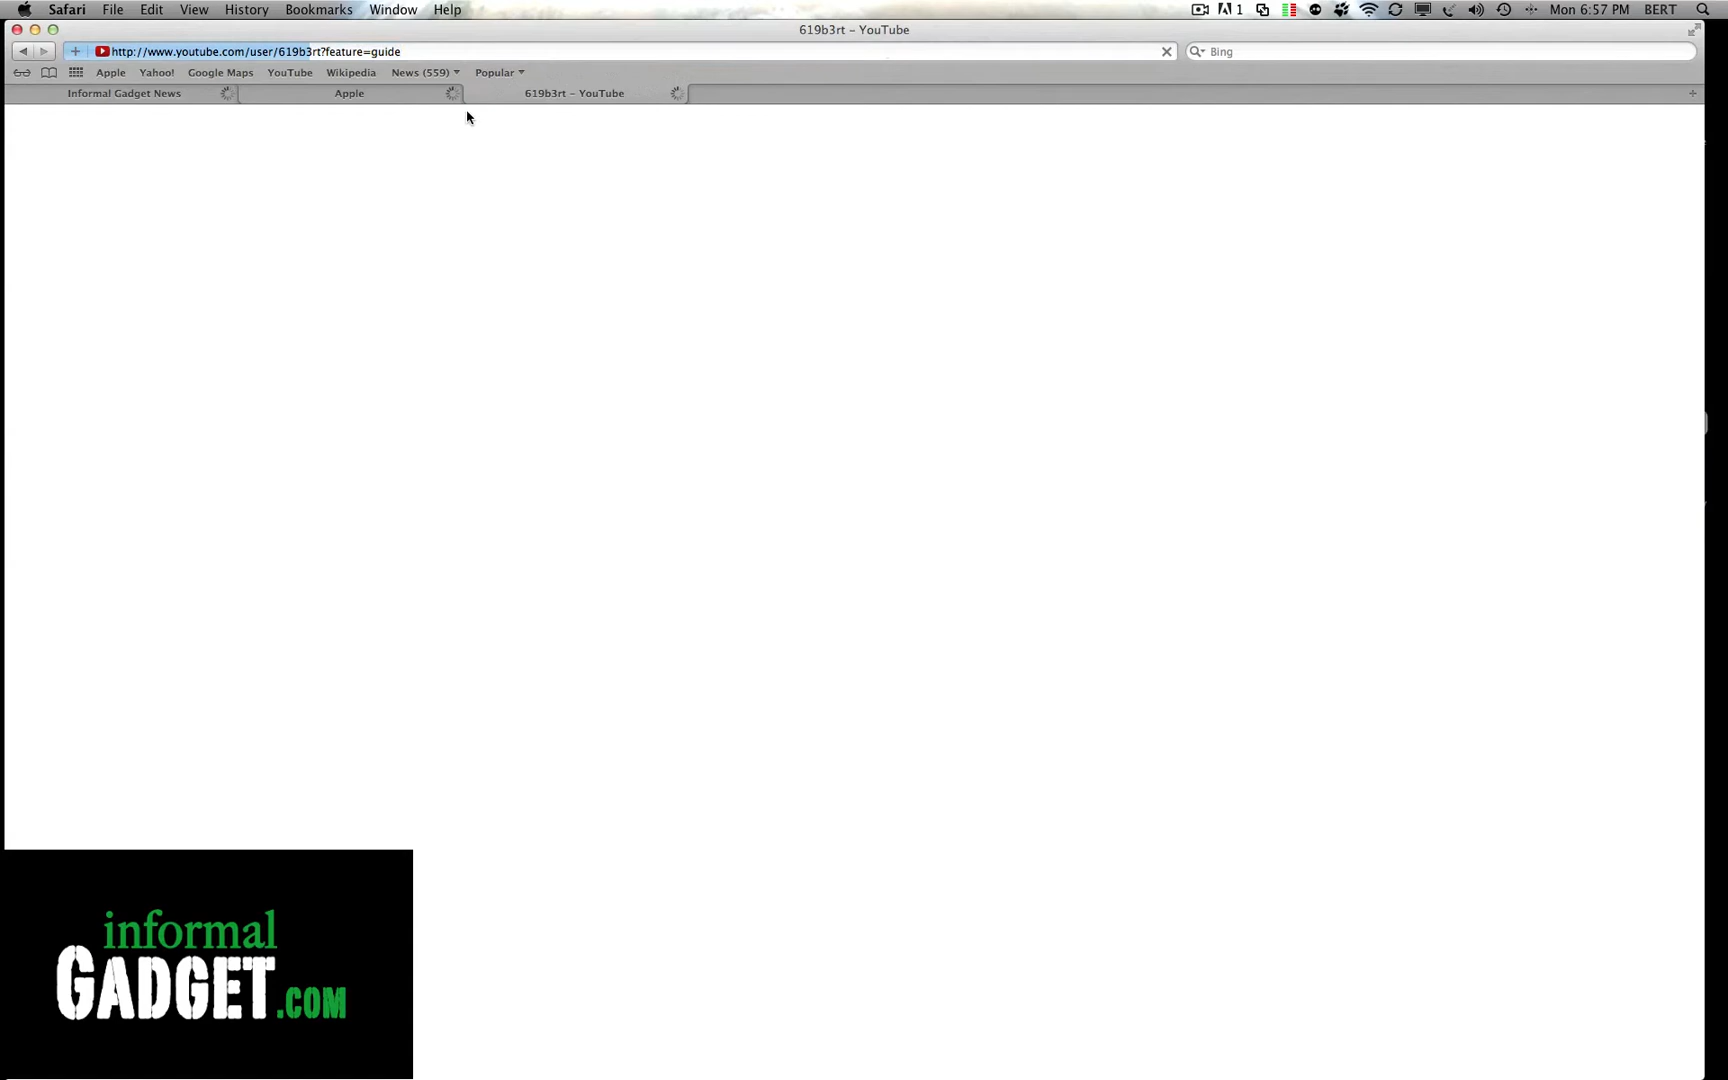 Safari File Edit View History Bookmarks Window Help 1 Mon 6:57 PM BERT
619b3rt – YouTube
http://www.youtube.com/user/619b3rt?feature=guide Bing
Apple Yahoo! Google Maps YouTube Wikipedia News (559) Popular
Informal Gadget News Apple 619b3rt – YouTube
informal
GADGET.COM